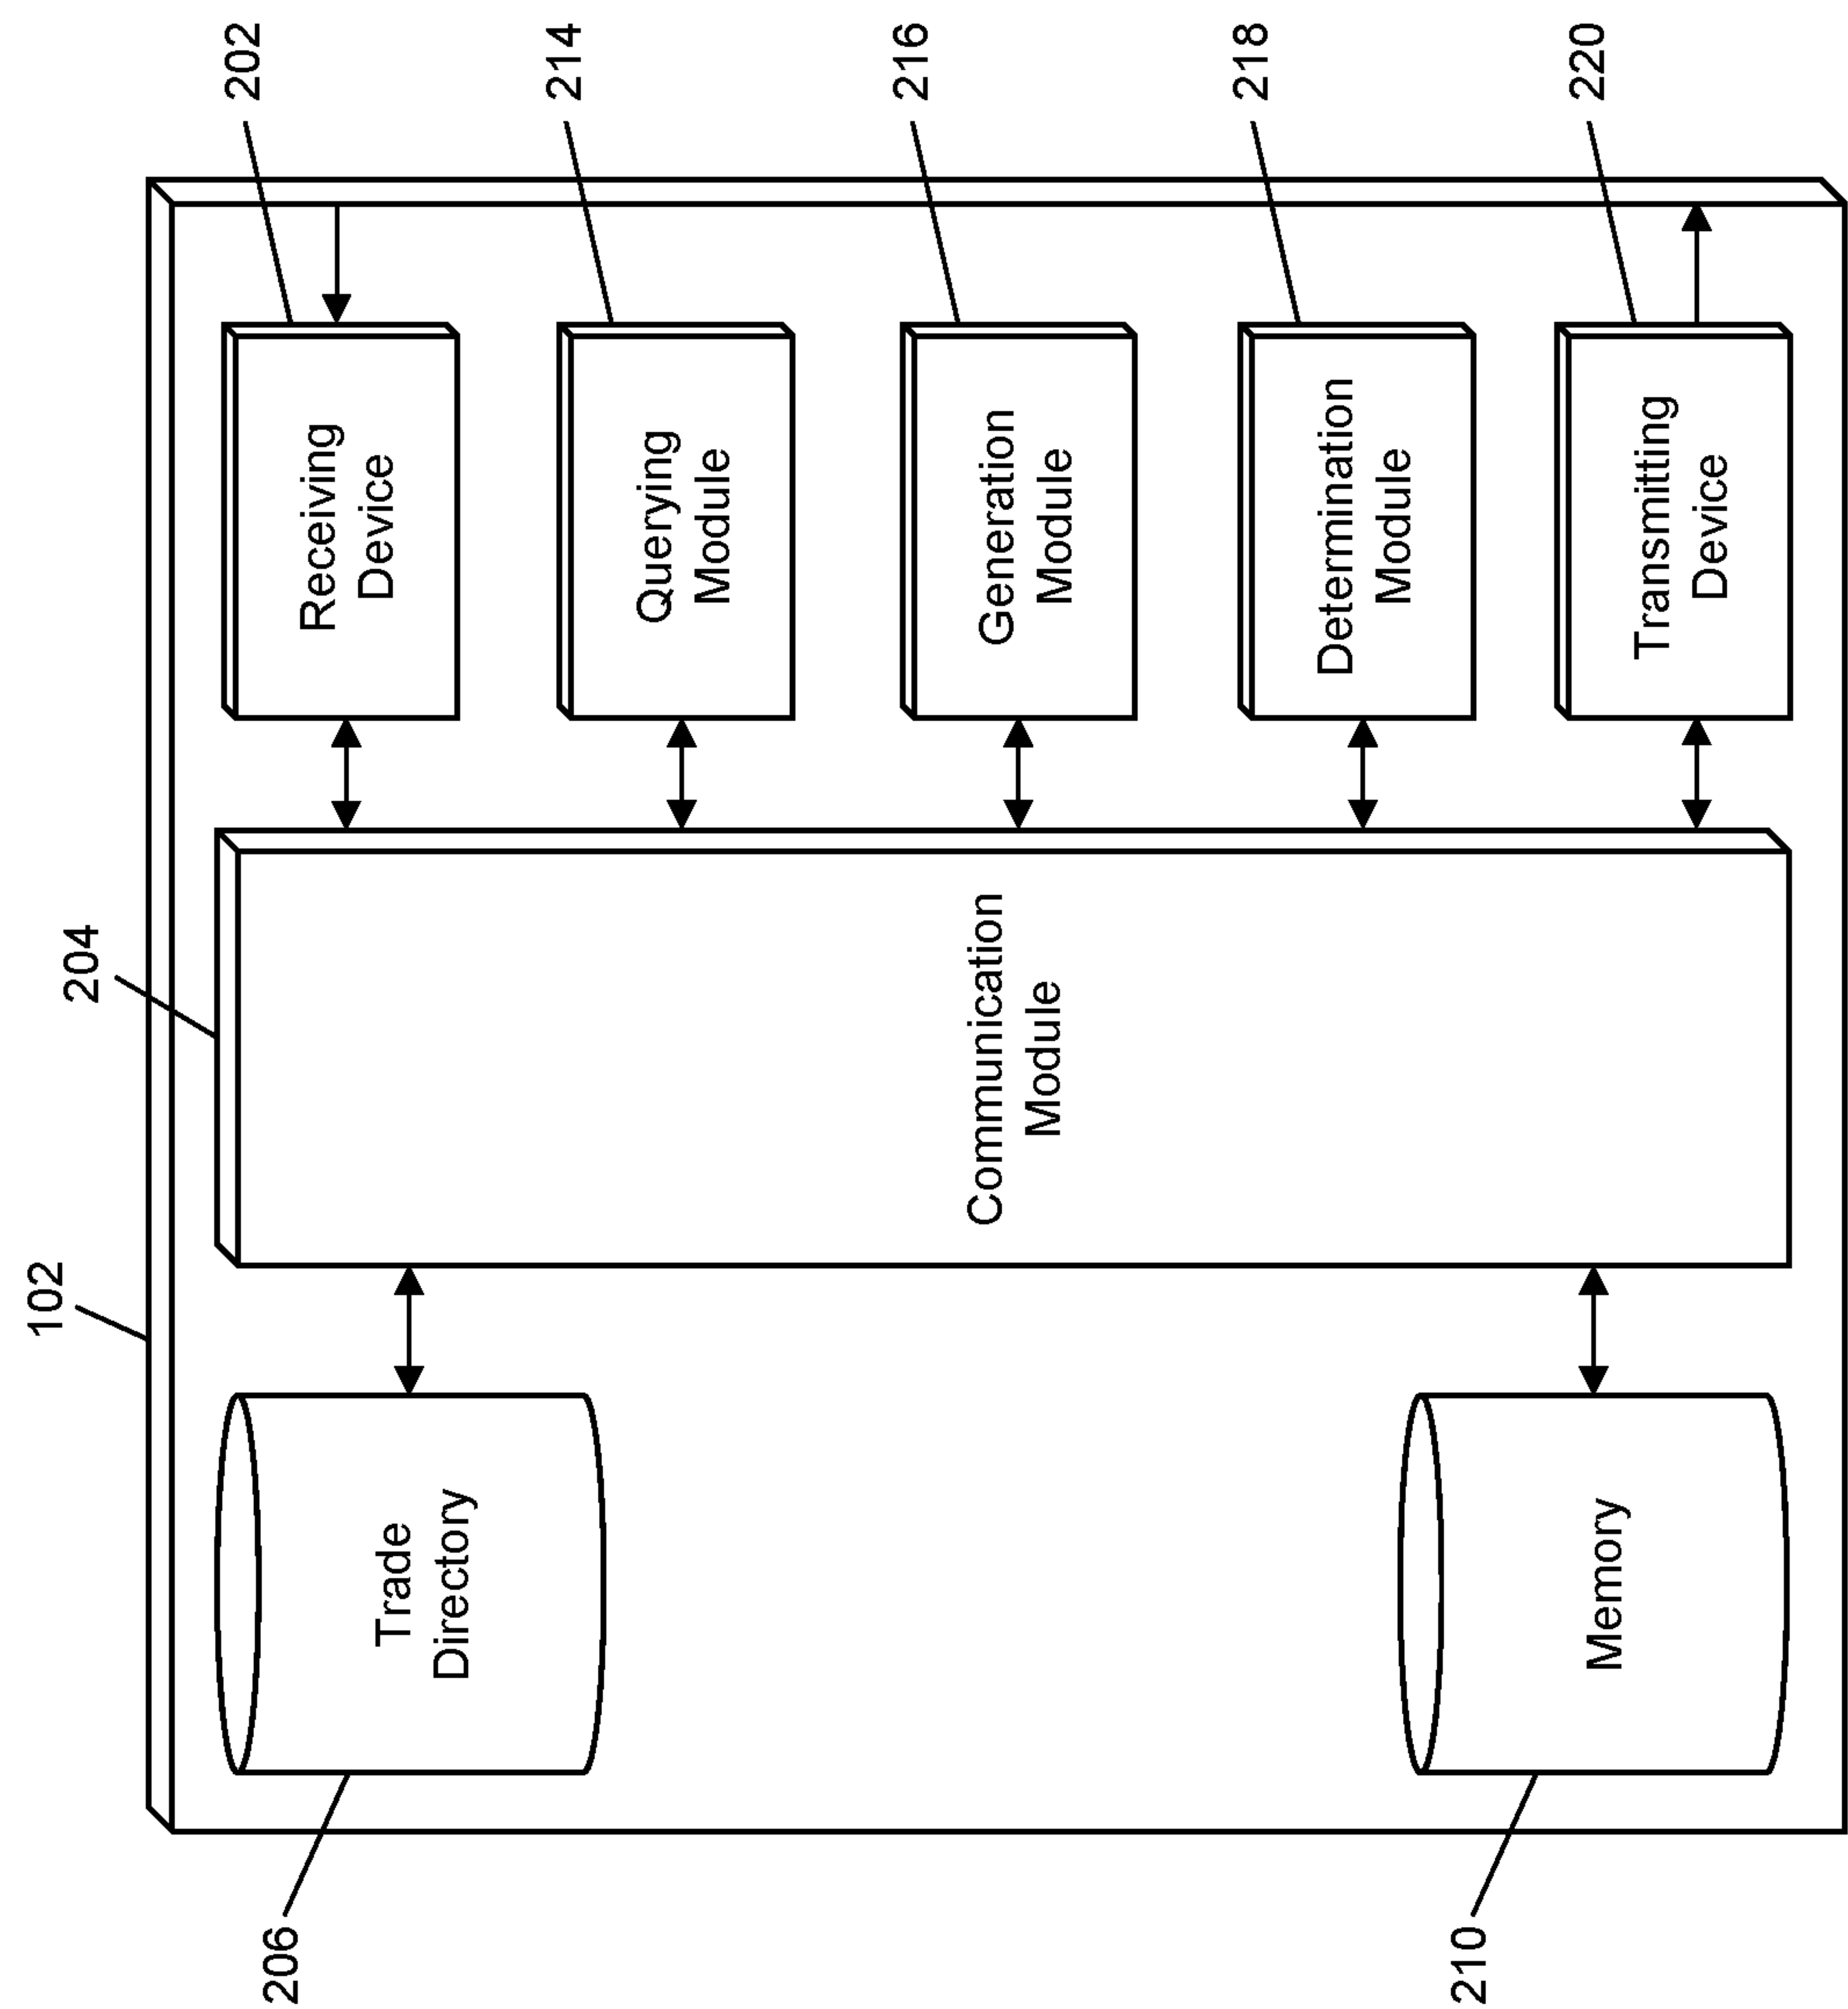 102
204
202
Receiving
Device
214
Querying
Module
216
Generation
Module
218
Determination
Module
220
Transmitting
Device
Communication
Module
206
Trade
Directory
210
Memory